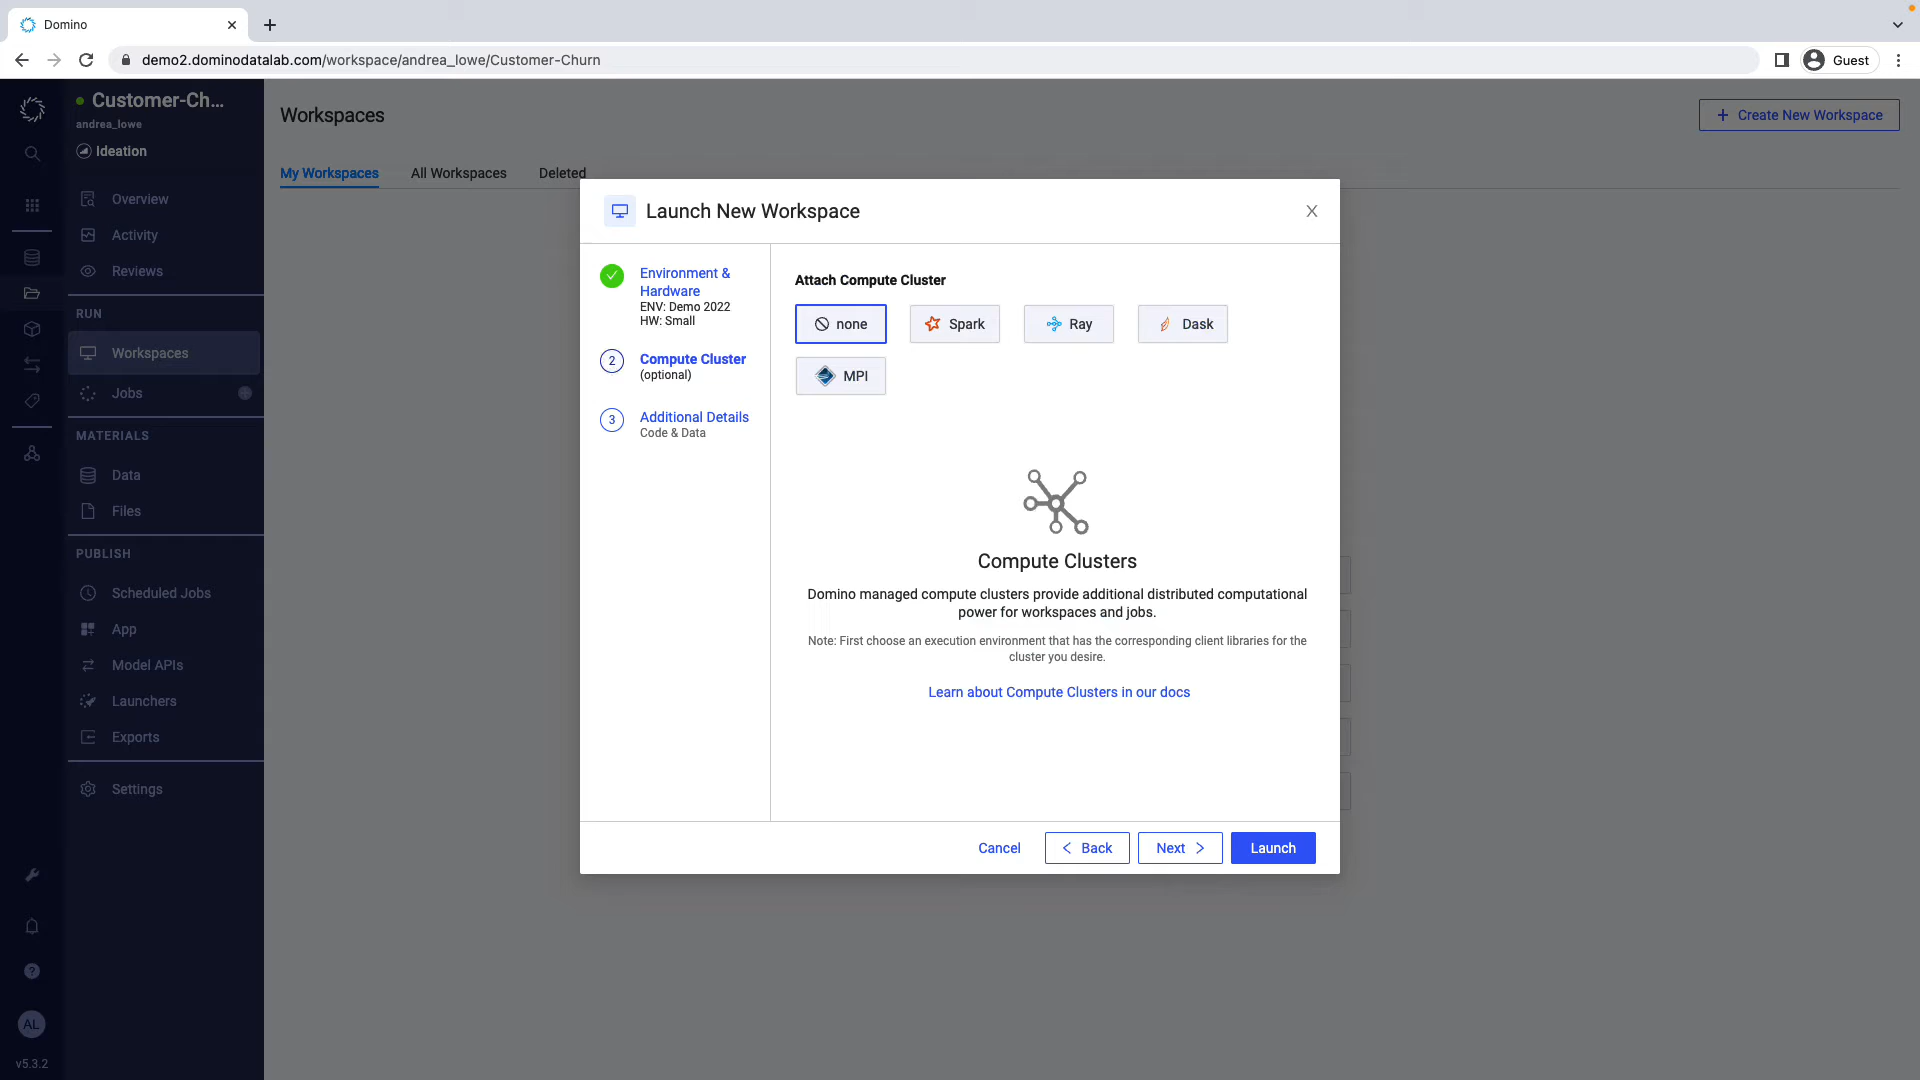 Domino
demo2.dominodatalab.com/workspace/andrea_lowe/Customer-Churn
Guest
Customer-Ch...
andrea_lowe
Ideation
Overview
Activity
Reviews
RUN
Workspaces
Jobs
MATERIALS
Data
Files
PUBLISH
Scheduled Jobs
App
Model APIs
Launchers
Exports
Settings
AL
v5.3.2
Workspaces
+ Create New Workspace
My Workspaces
All Workspaces
Deleted
Launch New Workspace
X
Environment &
Hardware
ENV: Demo 2022
HW: Small
2
Compute Cluster
(optional)
3
Additional Details
Code & Data
Attach Compute Cluster
none
Spark
Ray
Dask
MPI
Compute Clusters
Domino managed compute clusters provide additional distributed computational
power for workspaces and jobs.
Note: First choose an execution environment that has the corresponding client libraries for the
cluster you desire.
Learn about Compute Clusters in our docs
Cancel
Back
Next
Launch